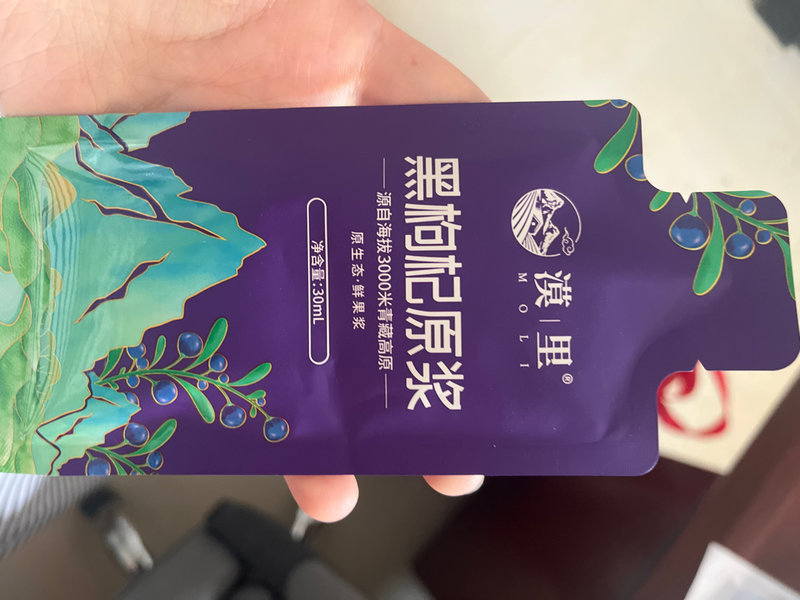 漠里®
MOLI
黑枸杞原浆
源自海拔3000米青藏高原
原生态·鲜果浆
净含量:30mL